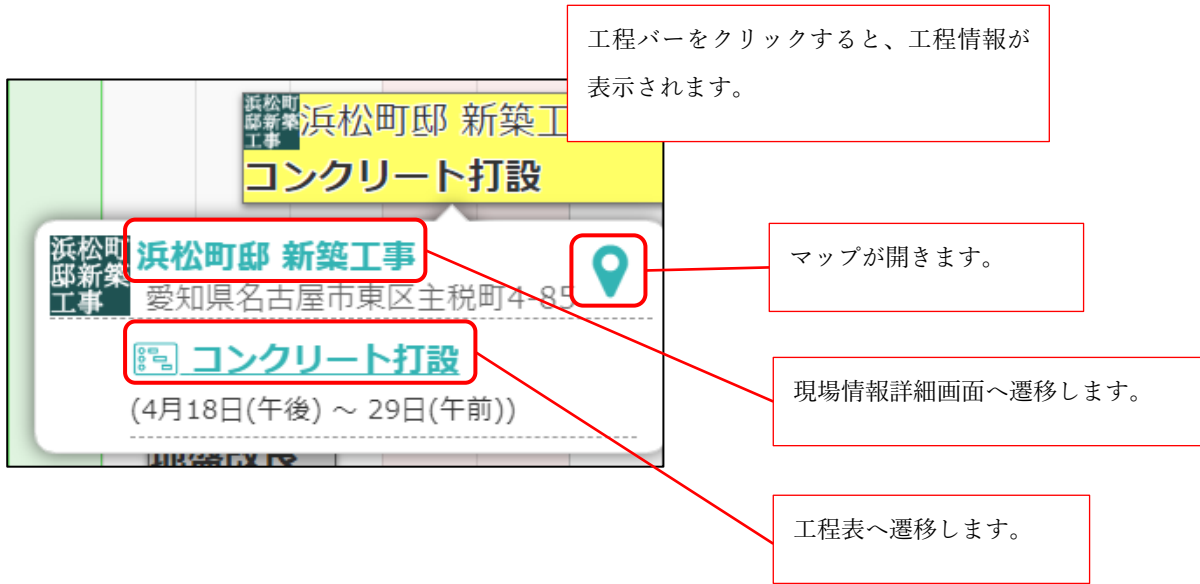 工程バーをクリックすると、工程情報が
表示されます。
浜松町
邸新築
工事
浜松町邸 新築工
コンクリート打設
浜松町
邸新築
工事
浜松町邸 新築工事
愛知県名古屋市東区主税町4-85
コンクリート打設
(4月18日(午後) ～ 29日(午前))
地盤改良
マップが開きます。
現場情報詳細画面へ遷移します。
工程表へ遷移します。